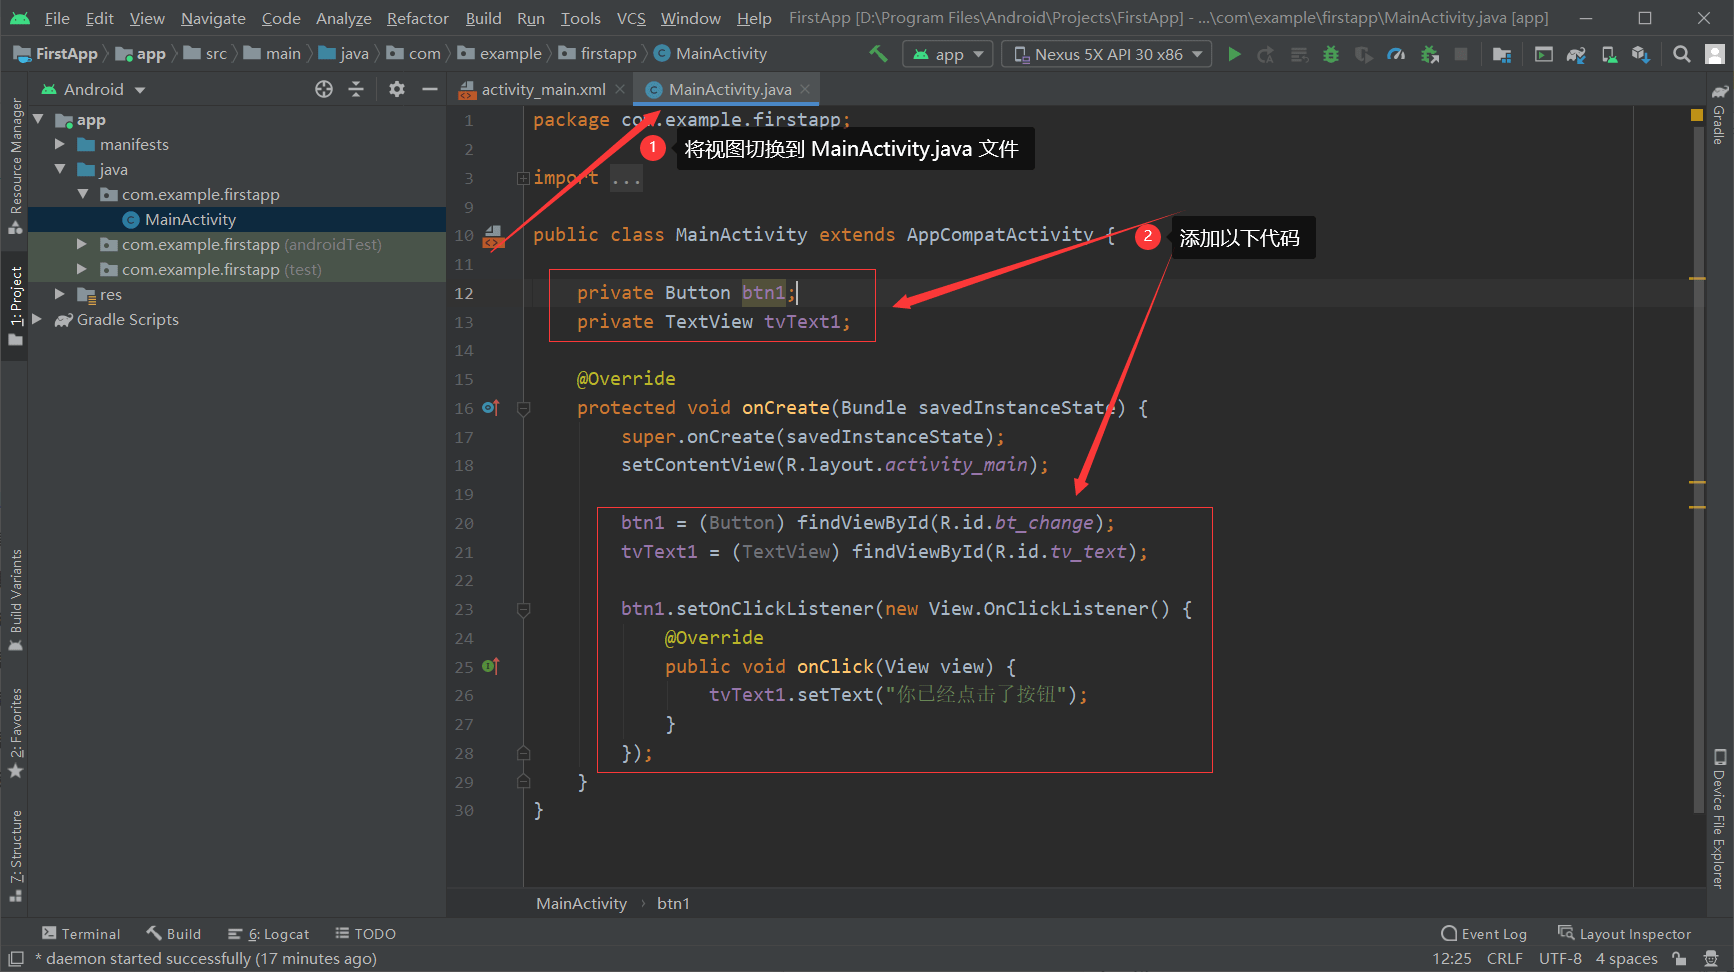 File Edit View Navigate Code Analyze Refactor Build Run Tools VCS Window Help FirstApp [D:\Program Files\Android\Projects\FirstApp] - ...\com\example\firstapp\MainActivity.java [app]
FirstApp app src main java com example firstapp MainActivity app Nexus 5X API 30 x86
Android
activity_main.xml MainActivity.java
Resource Manager
1: Project
Build Variants
2: Favorites
7: Structure
app
manifests
java
com.example.firstapp
MainActivity
com.example.firstapp (androidTest)
com.example.firstapp (test)
res
Gradle Scripts
1 package com.example.firstapp;
1 将视图切换到 MainActivity.java 文件
2
3 import ...
9
10 public class MainActivity extends AppCompatActivity {
2 添加以下代码
11
12 private Button btn1;
13 private TextView tvText1;
14
15 @Override
16 protected void onCreate(Bundle savedInstanceState) {
17 super.onCreate(savedInstanceState);
18 setContentView(R.layout.activity_main);
19
20 btn1 = (Button) findViewById(R.id.bt_change);
21 tvText1 = (TextView) findViewById(R.id.tv_text);
22
23 btn1.setOnClickListener(new View.OnClickListener() {
24 @Override
25 public void onClick(View view) {
26 tvText1.setText("你已经点击了按钮");
27 }
28 });
29 }
30 }
Gradle
Device File Explorer
MainActivity btn1
Terminal Build 6: Logcat TODO Event Log Layout Inspector
* daemon started successfully (17 minutes ago) 12:25 CRLF UTF-8 4 spaces